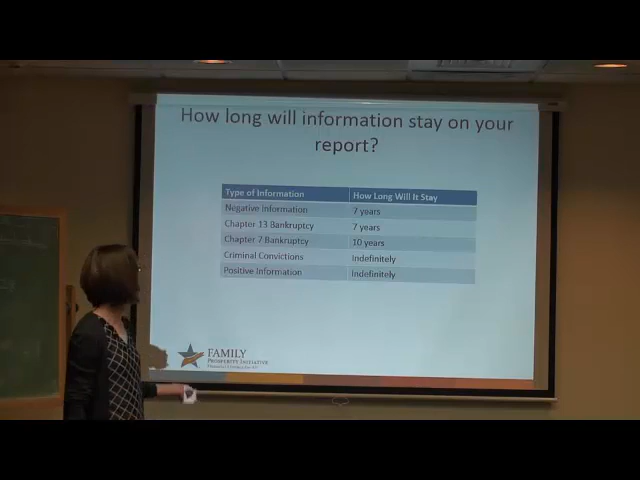 How long will information stay on your
report?
Type of Information How Long Will It Stay
Negative Information 7 years
Chapter 13 Bankruptcy 7 years
Chapter 7 Bankruptcy 10 years
Criminal Convictions Indefinitely
Positive Information Indefinitely
FAMILY
PROSPERITY INITIATIVE